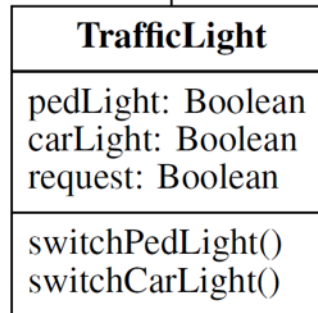 TrafficLight
pedLight: Boolean
carLight: Boolean
request: Boolean
switchPedLight()
switchCarLight()